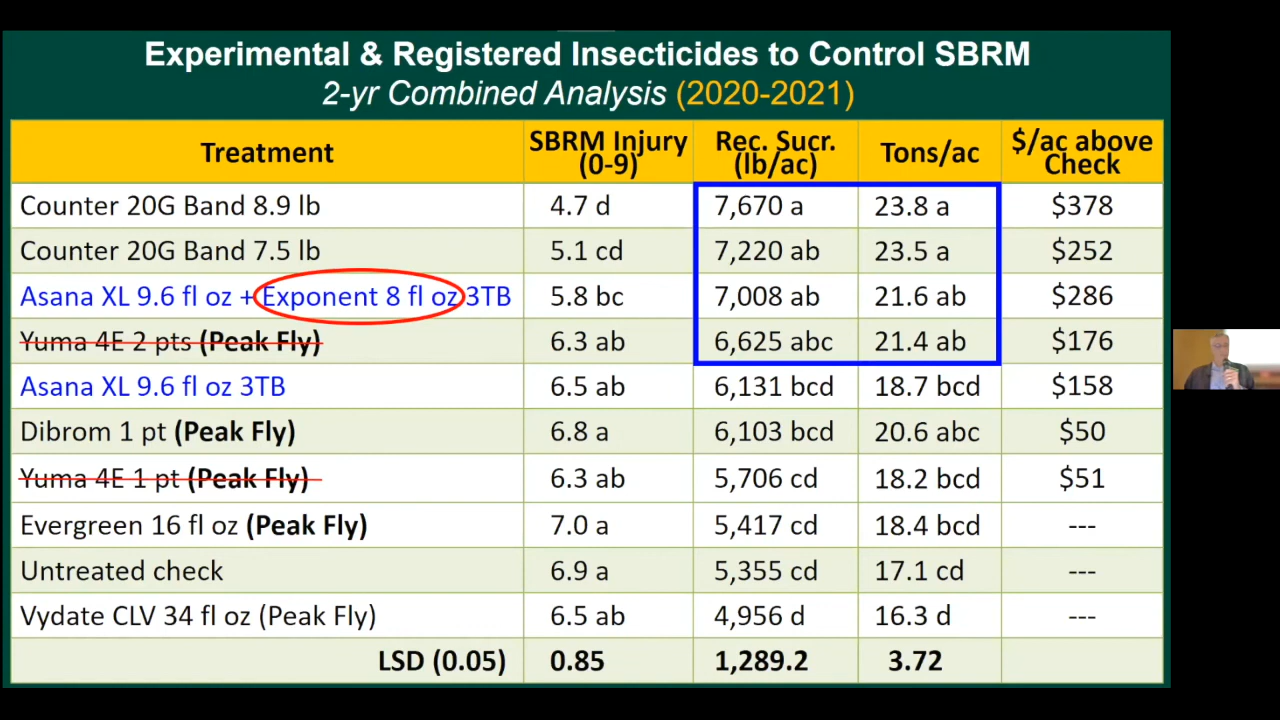 Experimental & Registered Insecticides to Control SBRM
2-yr Combined Analysis (2020-2021)
Treatment SBRM Injury (0-9) Rec. Sucr. (lb/ac) Tons/ac $/ac above Check
Counter 20G Band 8.9 lb 4.7 d 7,670 a 23.8 a $378
Counter 20G Band 7.5 lb 5.1 cd 7,220 ab 23.5 a $252
Asana XL 9.6 fl oz + Exponent 8 fl oz 3TB 5.8 bc 7,008 ab 21.6 ab $286
Yuma 4E 2 pts (Peak Fly) 6.3 ab 6,625 abc 21.4 ab $176
Asana XL 9.6 fl oz 3TB 6.5 ab 6,131 bcd 18.7 bcd $158
Dibrom 1 pt (Peak Fly) 6.8 a 6,103 bcd 20.6 abc $50
Yuma 4E 1 pt (Peak Fly) 6.3 ab 5,706 cd 18.2 bcd $51
Evergreen 16 fl oz (Peak Fly) 7.0 a 5,417 cd 18.4 bcd ---
Untreated check 6.9 a 5,355 cd 17.1 cd ---
Vydate CLV 34 fl oz (Peak Fly) 6.5 ab 4,956 d 16.3 d ---
LSD (0.05) 0.85 1,289.2 3.72